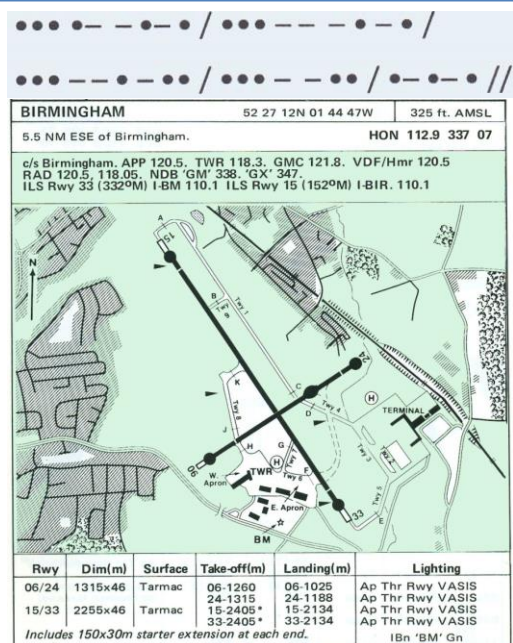 ••• •– – •–• / ••• – – – •–• /
••• – – • – •• / ••• – – – •• / •– •– • //
BIRMINGHAM 52 27 12N 01 44 47W 325 ft. AMSL
5.5 NM ESE of Birmingham. HON 112.9 337 07
c/s Birmingham. APP 120.5. TWR 118.3. GMC 121.8. VDF/Hmr 120.5
RAD 120.5, 118.05. NDB 'GM' 338. 'GX' 347.
ILS Rwy 33 (332ºM) I-BM 110.1 ILS Rwy 15 (152ºM) I-BIR. 110.1
A
15
N
B
Twy 9
Twy 1
24
K
C
Twy 8
D
Twy 4
H
TERMINAL
J
H
G
H
Twy 7
Twy 3
06
W.
Apron
TWR
Twy 6
F
Twy 5
E. Apron
33
E
BM
Rwy Dim(m) Surface Take-off(m) Landing(m) Lighting
06/24 1315x46 Tarmac 06-1260 06-1025 Ap Thr Rwy VASIS
24-1315 24-1188 Ap Thr Rwy VASIS
15/33 2255x46 Tarmac 15-2405* 15-2134 Ap Thr Rwy VASIS
33-2405* 33-2134 Ap Thr Rwy VASIS
Includes 150x30m starter extension at each end. IBn 'BM' Gn